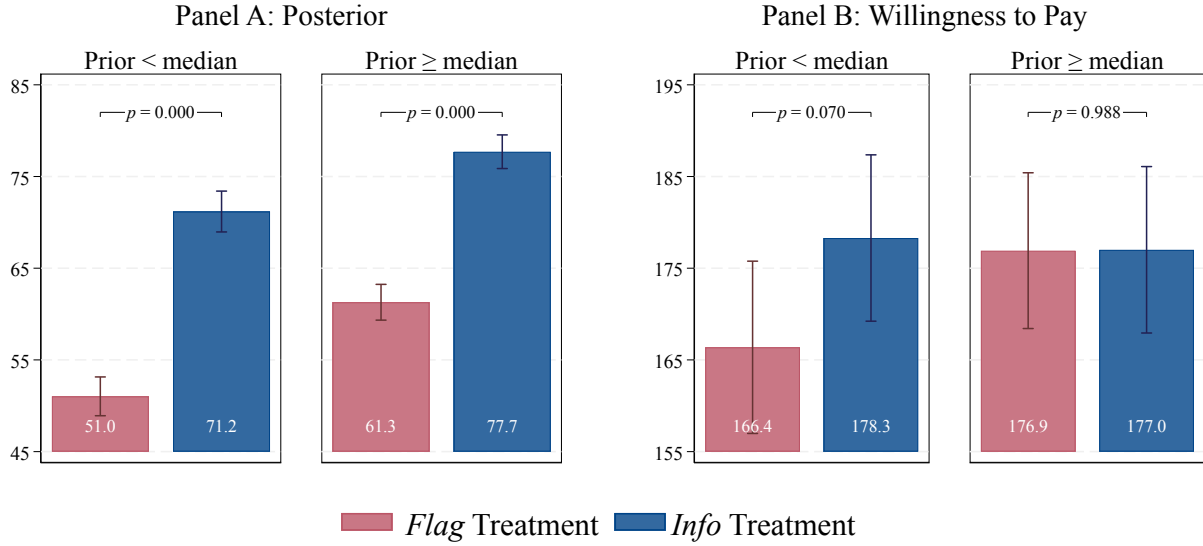 Panel A: Posterior
Prior < median
Prior ≥ median
85
75
65
55
45
p = 0.000
p = 0.000
51.0
71.2
61.3
77.7
Panel B: Willingness to Pay
Prior < median
Prior ≥ median
195
185
175
165
155
p = 0.070
p = 0.988
166.4
178.3
176.9
177.0
Flag Treatment
Info Treatment